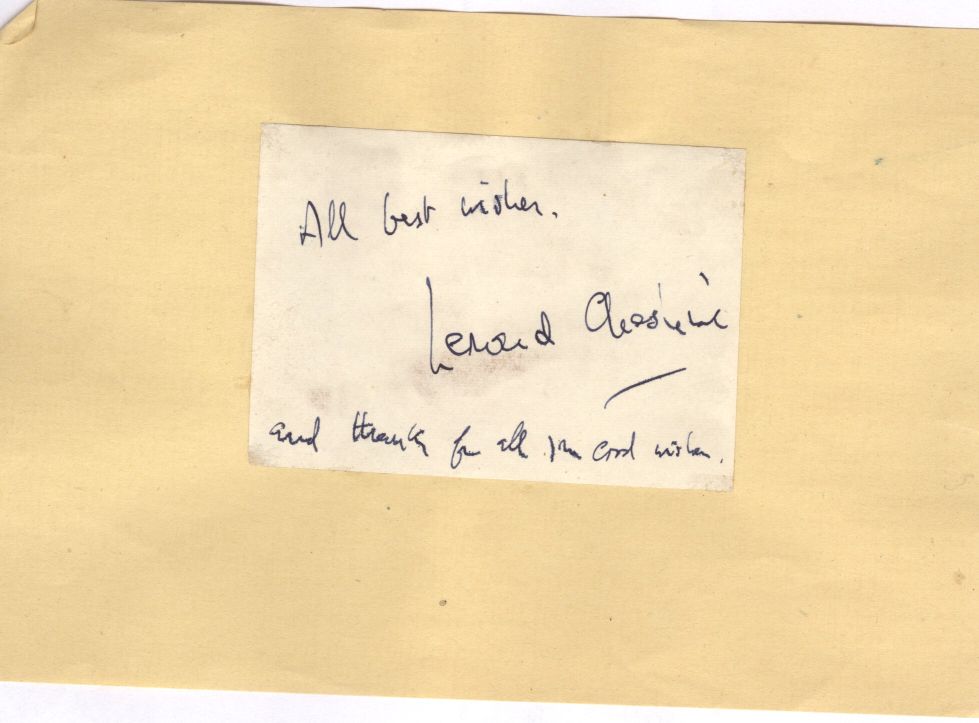 All best wishes.
Leonard Cheshire
and thanks for all your good wishes.